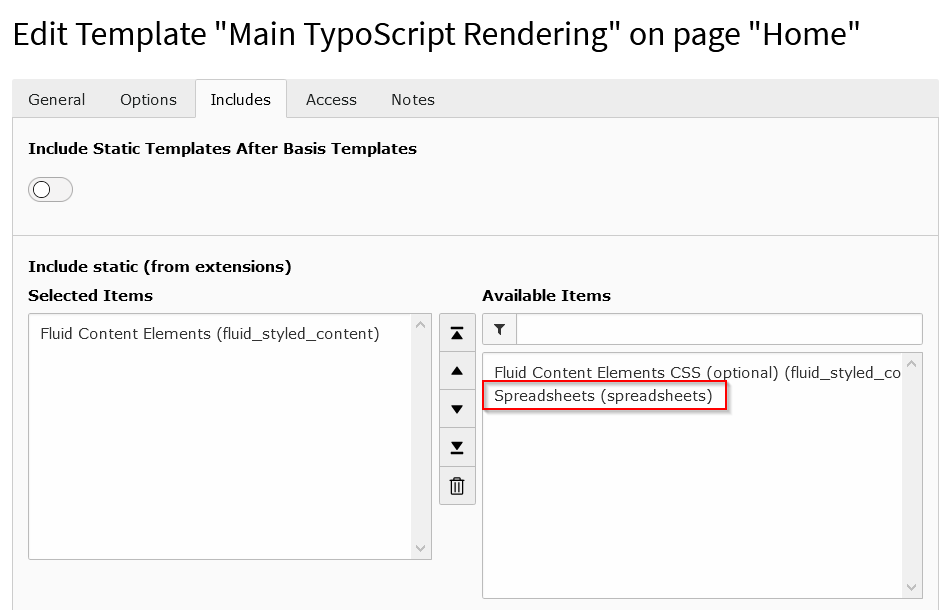 Edit Template "Main TypoScript Rendering" on page "Home"
General Options Includes Access Notes
Include Static Templates After Basis Templates
Include static (from extensions)
Selected Items
Available Items
Fluid Content Elements (fluid_styled_content)
Fluid Content Elements CSS (optional) (fluid_styled_co
Spreadsheets (spreadsheets)